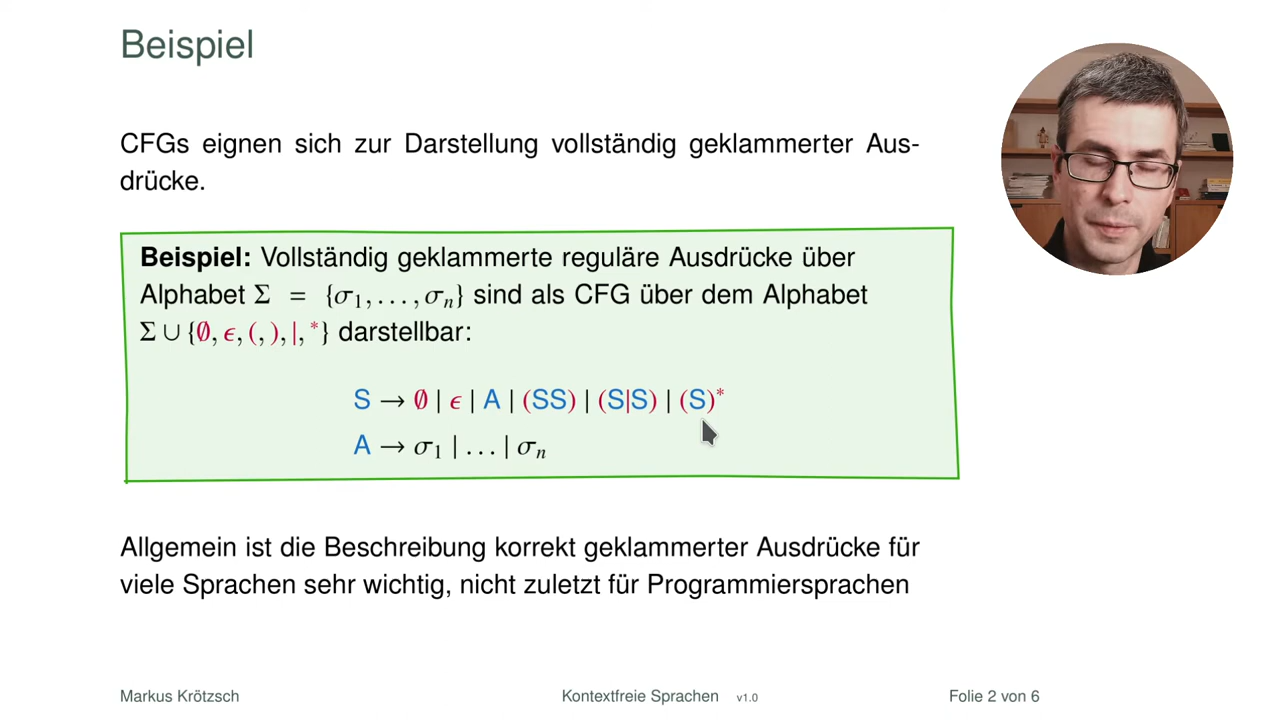 Beispiel
CFGs eignen sich zur Darstellung vollständig geklammerter Aus-
drücke.
Beispiel: Vollständig geklammerte reguläre Ausdrücke über
Alphabet Σ = {σ₁, . . . , σₙ} sind als CFG über dem Alphabet
Σ ∪ {∅, ϵ, (, ), |, *} darstellbar:
S → ∅ | ϵ | A | (SS) | (S|S) | (S)*
A → σ₁ | . . . | σₙ
Allgemein ist die Beschreibung korrekt geklammerter Ausdrücke für
viele Sprachen sehr wichtig, nicht zuletzt für Programmiersprachen
Markus Krötzsch Kontextfreie Sprachen v1.0 Folie 2 von 6